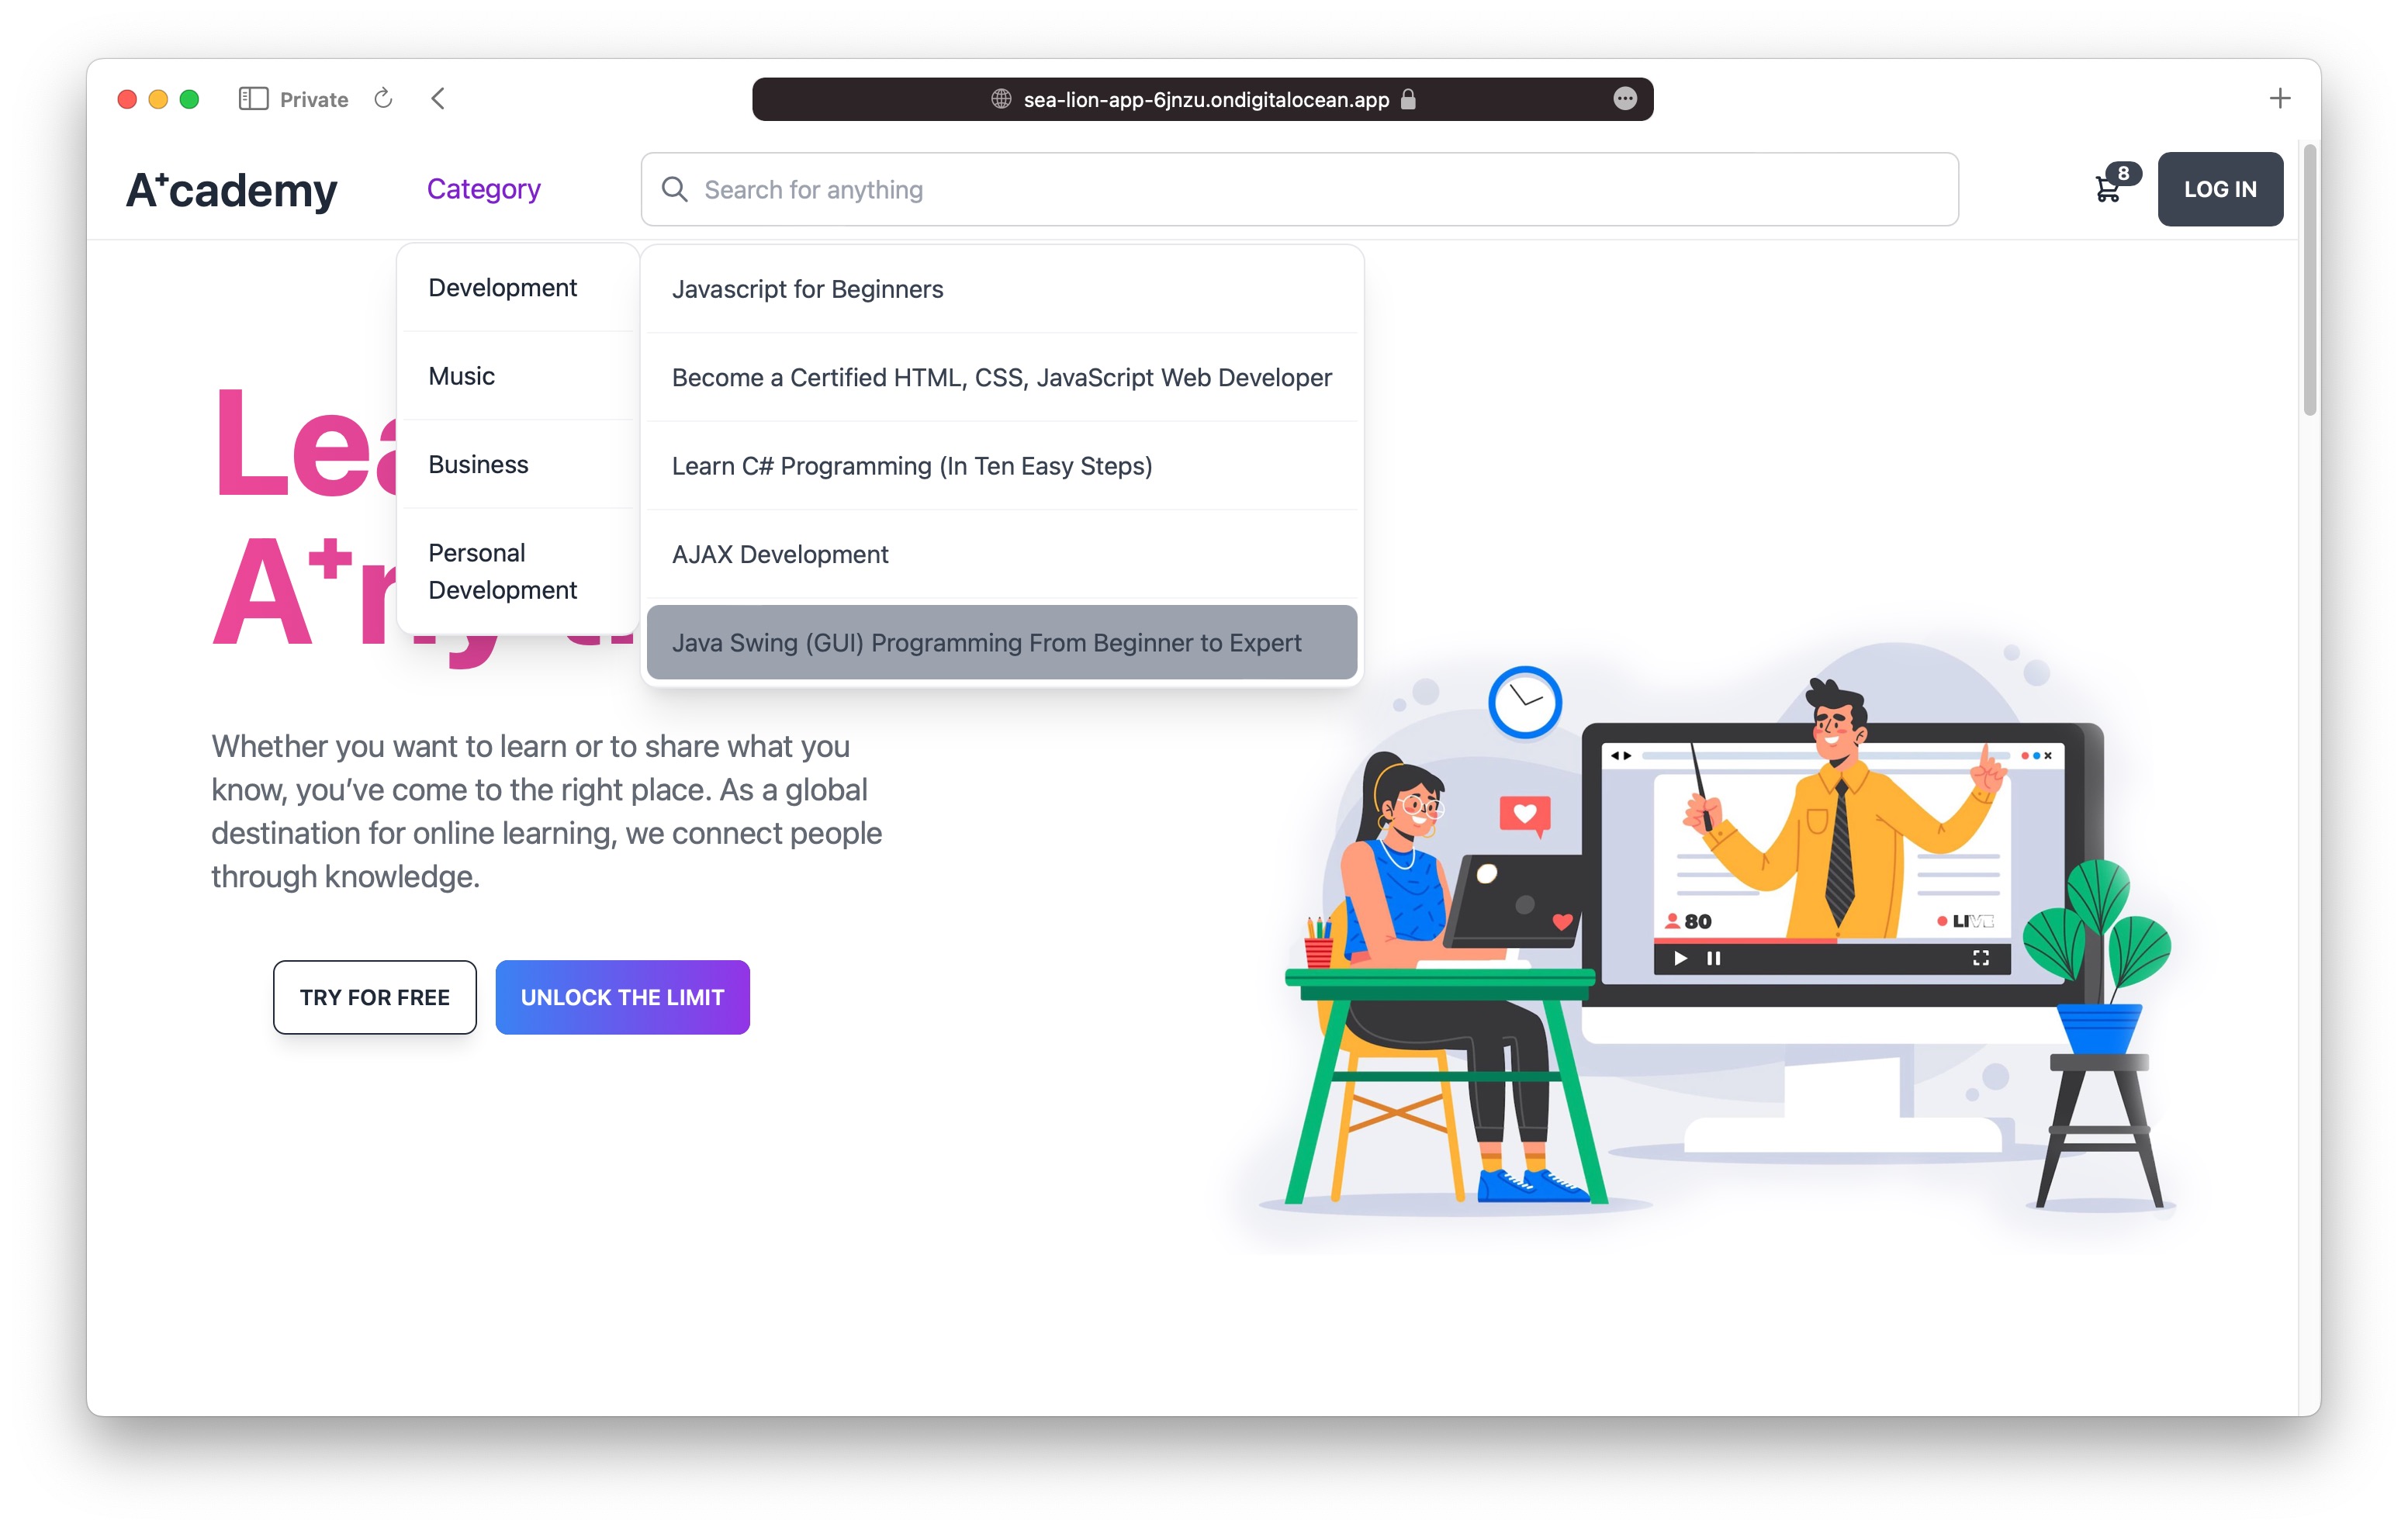 Private
sea-lion-app-6jnzu.ondigitalocean.app
A+cademy
Category
Search for anything
8
LOG IN
Development
Music
Business
Personal
Development
Javascript for Beginners
Become a Certified HTML, CSS, JavaScript Web Developer
Learn C# Programming (In Ten Easy Steps)
AJAX Development
Java Swing (GUI) Programming From Beginner to Expert
Whether you want to learn or to share what you
know, you’ve come to the right place. As a global
destination for online learning, we connect people
through knowledge.
TRY FOR FREE
UNLOCK THE LIMIT
80
LIVE